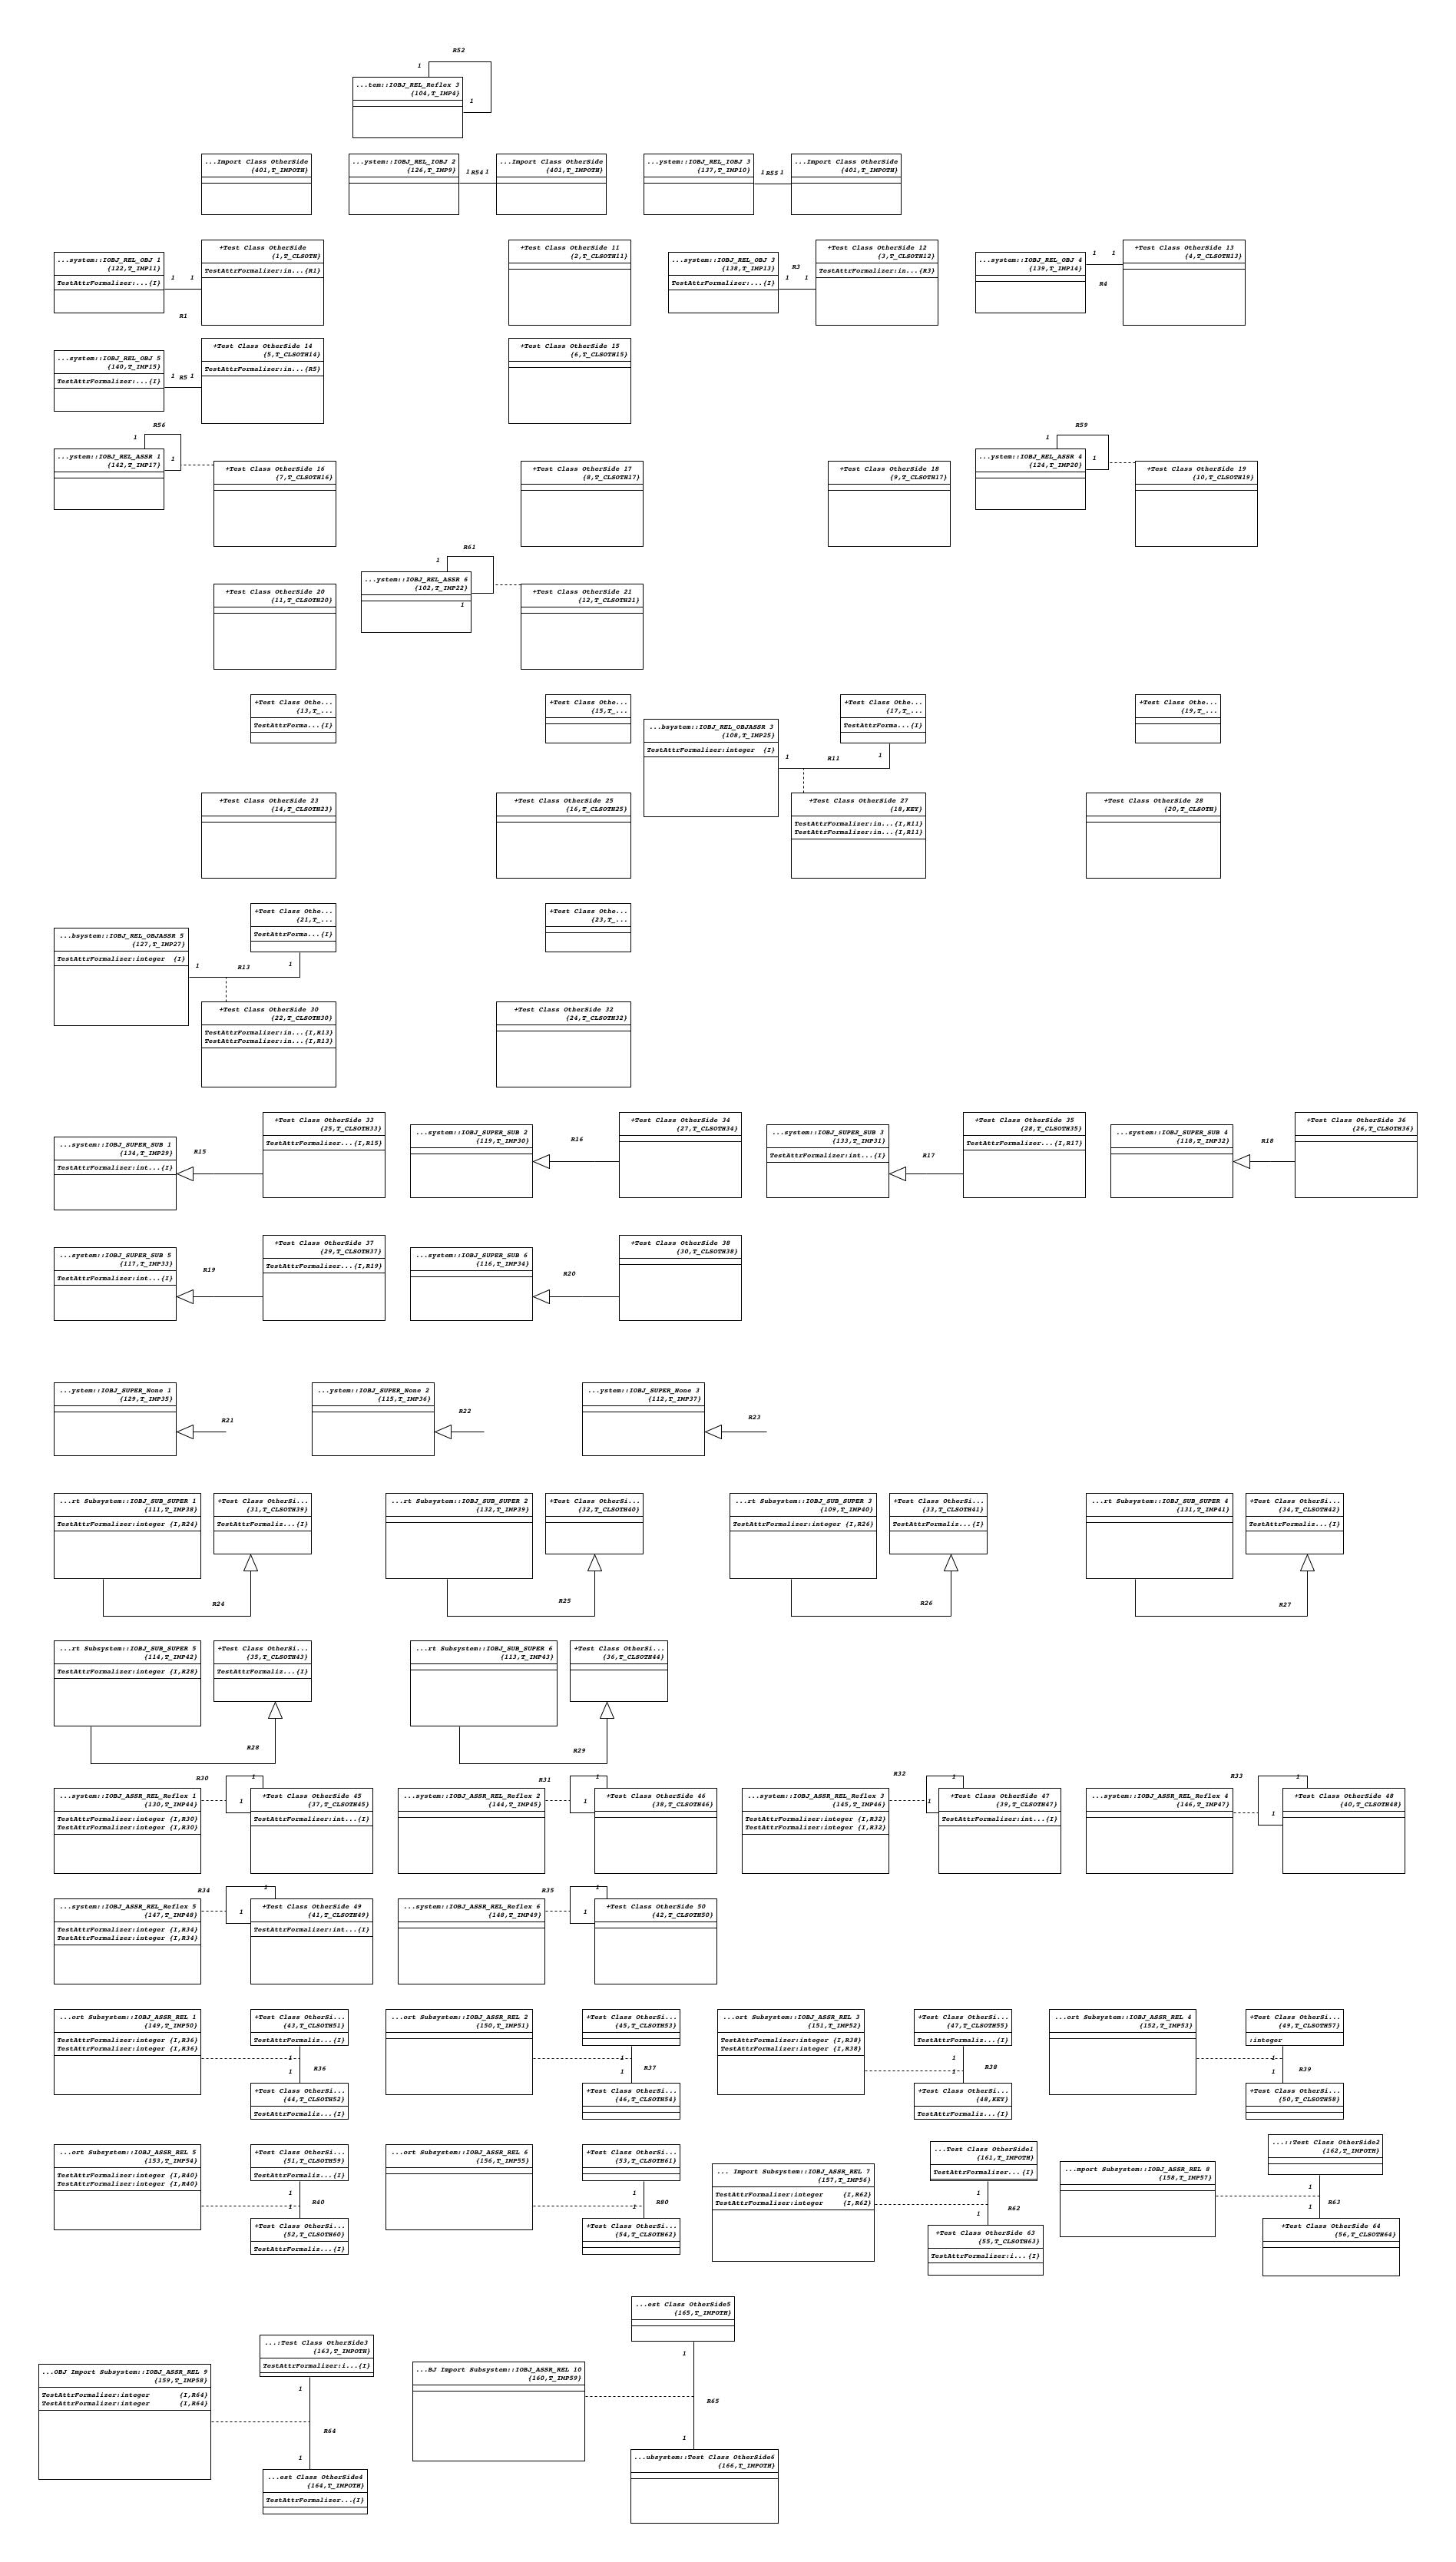 R52
1
...tem::IOBJ_REL_Reflex 3
{104,T_IMP4}
1
...Import Class OtherSide
{401,T_IMPOTH}
...ystem::IOBJ_REL_IOBJ 2
{126,T_IMP9}
1 R54 1
...Import Class OtherSide
{401,T_IMPOTH}
...ystem::IOBJ_REL_IOBJ 3
{137,T_IMP10}
1 R55 1
...Import Class OtherSide
{401,T_IMPOTH}
...system::IOBJ_REL_OBJ 1
{122,T_IMP11}
TestAttrFormalizer:...{I}
1 1
R1
+Test Class OtherSide
{1,T_CLSOTH}
TestAttrFormalizer:in...{R1}
+Test Class OtherSide 11
{2,T_CLSOTH11}
...system::IOBJ_REL_OBJ 3
{138,T_IMP13}
TestAttrFormalizer:...{I}
R3
1 1
+Test Class OtherSide 12
{3,T_CLSOTH12}
TestAttrFormalizer:in...{R3}
...system::IOBJ_REL_OBJ 4
{139,T_IMP14}
1 1
R4
+Test Class OtherSide 13
{4,T_CLSOTH13}
...system::IOBJ_REL_OBJ 5
{140,T_IMP15}
TestAttrFormalizer:...{I}
1 R5 1
+Test Class OtherSide 14
{5,T_CLSOTH14}
TestAttrFormalizer:in...{R5}
+Test Class OtherSide 15
{6,T_CLSOTH15}
R56
1
...ystem::IOBJ_REL_ASSR 1
{142,T_IMP17}
1
+Test Class OtherSide 16
{7,T_CLSOTH16}
+Test Class OtherSide 17
{8,T_CLSOTH17}
+Test Class OtherSide 18
{9,T_CLSOTH17}
R59
1
...ystem::IOBJ_REL_ASSR 4
{124,T_IMP20}
1
+Test Class OtherSide 19
{10,T_CLSOTH19}
+Test Class OtherSide 20
{11,T_CLSOTH20}
R61
1
...ystem::IOBJ_REL_ASSR 6
{102,T_IMP22}
1
+Test Class OtherSide 21
{12,T_CLSOTH21}
+Test Class Othe...
{13,T_...
TestAttrForma...{I}
+Test Class Othe...
{15,T_...
...bsystem::IOBJ_REL_OBJASSR 3
{108,T_IMP25}
TestAttrFormalizer:integer {I}
+Test Class Othe...
{17,T_...
TestAttrForma...{I}
1 R11 1
+Test Class Othe...
{19,T_...
+Test Class OtherSide 23
{14,T_CLSOTH23}
+Test Class OtherSide 25
{16,T_CLSOTH25}
+Test Class OtherSide 27
{18,KEY}
TestAttrFormalizer:in...{I,R11}
TestAttrFormalizer:in...{I,R11}
+Test Class OtherSide 28
{20,T_CLSOTH}
...bsystem::IOBJ_REL_OBJASSR 5
{127,T_IMP27}
TestAttrFormalizer:integer {I}
+Test Class Othe...
{21,T_...
TestAttrForma...{I}
1 R13 1
+Test Class Othe...
{23,T_...
+Test Class OtherSide 30
{22,T_CLSOTH30}
TestAttrFormalizer:in...{I,R13}
TestAttrFormalizer:in...{I,R13}
+Test Class OtherSide 32
{24,T_CLSOTH32}
...system::IOBJ_SUPER_SUB 1
{134,T_IMP29}
TestAttrFormalizer:int...{I}
R15
+Test Class OtherSide 33
{25,T_CLSOTH33}
TestAttrFormalizer...{I,R15}
...system::IOBJ_SUPER_SUB 2
{119,T_IMP30}
R16
+Test Class OtherSide 34
{27,T_CLSOTH34}
...system::IOBJ_SUPER_SUB 3
{133,T_IMP31}
TestAttrFormalizer:int...{I}
R17
+Test Class OtherSide 35
{28,T_CLSOTH35}
TestAttrFormalizer...{I,R17}
...system::IOBJ_SUPER_SUB 4
{118,T_IMP32}
R18
+Test Class OtherSide 36
{26,T_CLSOTH36}
...system::IOBJ_SUPER_SUB 5
{117,T_IMP33}
TestAttrFormalizer:int...{I}
R19
+Test Class OtherSide 37
{29,T_CLSOTH37}
TestAttrFormalizer...{I,R19}
...system::IOBJ_SUPER_SUB 6
{116,T_IMP34}
R20
+Test Class OtherSide 38
{30,T_CLSOTH38}
...ystem::IOBJ_SUPER_None 1
{129,T_IMP35}
R21
...ystem::IOBJ_SUPER_None 2
{115,T_IMP36}
R22
...ystem::IOBJ_SUPER_None 3
{112,T_IMP37}
R23
...rt Subsystem::IOBJ_SUB_SUPER 1
{111,T_IMP38}
TestAttrFormalizer:integer {I,R24}
+Test Class OtherSi...
{31,T_CLSOTH39}
TestAttrFormaliz...{I}
R24
...rt Subsystem::IOBJ_SUB_SUPER 2
{132,T_IMP39}
+Test Class OtherSi...
{32,T_CLSOTH40}
R25
...rt Subsystem::IOBJ_SUB_SUPER 3
{109,T_IMP40}
TestAttrFormalizer:integer {I,R26}
+Test Class OtherSi...
{33,T_CLSOTH41}
TestAttrFormaliz...{I}
R26
...rt Subsystem::IOBJ_SUB_SUPER 4
{131,T_IMP41}
+Test Class OtherSi...
{34,T_CLSOTH42}
TestAttrFormaliz...{I}
R27
...rt Subsystem::IOBJ_SUB_SUPER 5
{114,T_IMP42}
TestAttrFormalizer:integer {I,R28}
+Test Class OtherSi...
{35,T_CLSOTH43}
TestAttrFormaliz...{I}
R28
...rt Subsystem::IOBJ_SUB_SUPER 6
{113,T_IMP43}
+Test Class OtherSi...
{36,T_CLSOTH44}
R29
...system::IOBJ_ASSR_REL_Reflex 1
{130,T_IMP44}
TestAttrFormalizer:integer {I,R30}
TestAttrFormalizer:integer {I,R30}
R30
1
1
+Test Class OtherSide 45
{37,T_CLSOTH45}
TestAttrFormalizer:int...{I}
...system::IOBJ_ASSR_REL_Reflex 2
{144,T_IMP45}
R31
1
1
+Test Class OtherSide 46
{38,T_CLSOTH46}
...system::IOBJ_ASSR_REL_Reflex 3
{145,T_IMP46}
TestAttrFormalizer:integer {I,R32}
TestAttrFormalizer:integer {I,R32}
R32
1
1
+Test Class OtherSide 47
{39,T_CLSOTH47}
TestAttrFormalizer:int...{I}
...system::IOBJ_ASSR_REL_Reflex 4
{146,T_IMP47}
R33
1
1
+Test Class OtherSide 48
{40,T_CLSOTH48}
...system::IOBJ_ASSR_REL_Reflex 5
{147,T_IMP48}
TestAttrFormalizer:integer {I,R34}
TestAttrFormalizer:integer {I,R34}
R34
1
1
+Test Class OtherSide 49
{41,T_CLSOTH49}
TestAttrFormalizer:int...{I}
...system::IOBJ_ASSR_REL_Reflex 6
{148,T_IMP49}
R35
1
1
+Test Class OtherSide 50
{42,T_CLSOTH50}
...ort Subsystem::IOBJ_ASSR_REL 1
{149,T_IMP50}
TestAttrFormalizer:integer {I,R36}
TestAttrFormalizer:integer {I,R36}
+Test Class OtherSi...
{43,T_CLSOTH51}
TestAttrFormaliz...{I}
1
R36
1
+Test Class OtherSi...
{44,T_CLSOTH52}
TestAttrFormaliz...{I}
...ort Subsystem::IOBJ_ASSR_REL 2
{150,T_IMP51}
+Test Class OtherSi...
{45,T_CLSOTH53}
1
R37
1
+Test Class OtherSi...
{46,T_CLSOTH54}
...ort Subsystem::IOBJ_ASSR_REL 3
{151,T_IMP52}
TestAttrFormalizer:integer {I,R38}
TestAttrFormalizer:integer {I,R38}
+Test Class OtherSi...
{47,T_CLSOTH55}
TestAttrFormaliz...{I}
1
R38
1
+Test Class OtherSi...
{48,KEY}
TestAttrFormaliz...{I}
...ort Subsystem::IOBJ_ASSR_REL 4
{152,T_IMP53}
+Test Class OtherSi...
{49,T_CLSOTH57}
:integer
1
R39
1
+Test Class OtherSi...
{50,T_CLSOTH58}
...ort Subsystem::IOBJ_ASSR_REL 5
{153,T_IMP54}
TestAttrFormalizer:integer {I,R40}
TestAttrFormalizer:integer {I,R40}
+Test Class OtherSi...
{51,T_CLSOTH59}
TestAttrFormaliz...{I}
1
R40
1
+Test Class OtherSi...
{52,T_CLSOTH60}
TestAttrFormaliz...{I}
...ort Subsystem::IOBJ_ASSR_REL 6
{156,T_IMP55}
+Test Class OtherSi...
{53,T_CLSOTH61}
1
R80
1
+Test Class OtherSi...
{54,T_CLSOTH62}
... Import Subsystem::IOBJ_ASSR_REL 7
{157,T_IMP56}
TestAttrFormalizer:integer {I,R62}
TestAttrFormalizer:integer {I,R62}
...Test Class OtherSide1
{161,T_IMPOTH}
TestAttrFormalizer...{I}
1
R62
1
+Test Class OtherSide 63
{55,T_CLSOTH63}
TestAttrFormalizer:i...{I}
...mport Subsystem::IOBJ_ASSR_REL 8
{158,T_IMP57}
...::Test Class OtherSide2
{162,T_IMPOTH}
1
R63
1
+Test Class OtherSide 64
{56,T_CLSOTH64}
...OBJ Import Subsystem::IOBJ_ASSR_REL 9
{159,T_IMP58}
TestAttrFormalizer:integer {I,R64}
TestAttrFormalizer:integer {I,R64}
...:Test Class OtherSide3
{163,T_IMPOTH}
TestAttrFormalizer:i...{I}
1
R64
1
...est Class OtherSide4
{164,T_IMPOTH}
TestAttrFormalizer...{I}
...BJ Import Subsystem::IOBJ_ASSR_REL 10
{160,T_IMP59}
...est Class OtherSide5
{165,T_IMPOTH}
1
R65
1
...ubsystem::Test Class OtherSide6
{166,T_IMPOTH}